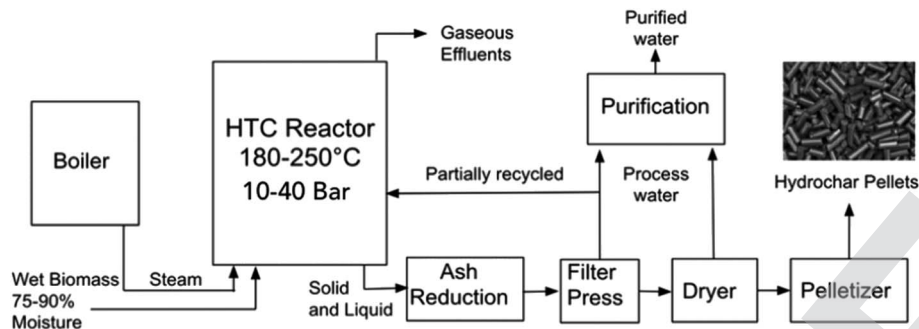 Gaseous
Effluents
Purified
water
Boiler
HTC Reactor
180-250°C
10-40 Bar
Purification
Partially recycled
Process
water
Hydrochar Pellets
Wet Biomass
75-90%
Moisture
Steam
Solid
and Liquid
Ash
Reduction
Filter
Press
Dryer
Pelletizer